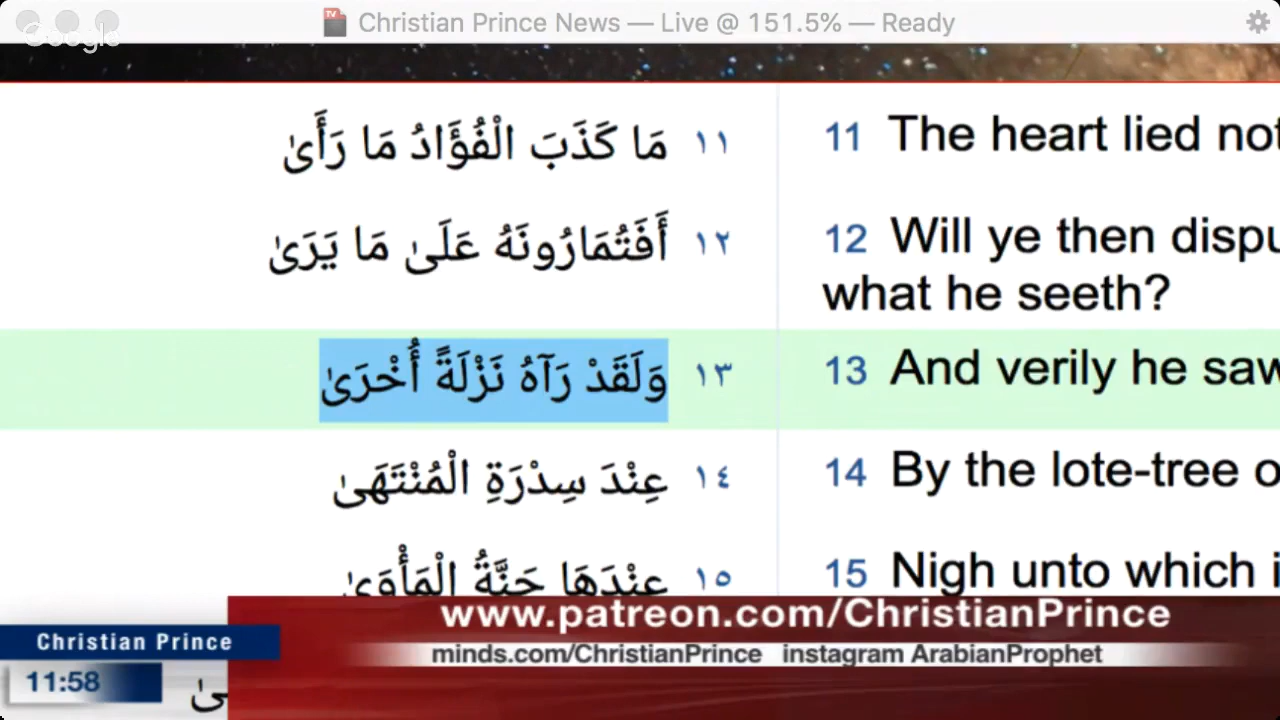 Christian Prince News — Live @ 151.5% — Ready
Google
مَا كَذَبَ الْفُؤَادُ مَا رَأَىٰ ١١
11 The heart lied not
أَفَتُمَارُونَهُ عَلَىٰ مَا يَرَىٰ ١٢
12 Will ye then dispu
what he seeth?
وَلَقَدْ رَآهُ نَزْلَةً أُخْرَىٰ ١٣
13 And verily he saw
عِنْدَ سِدْرَةِ الْمُنْتَهَىٰ ١٤
14 By the lote-tree o
عِنْدَهَا جَنَّةُ الْمَأْوَىٰ ١٥
15 Nigh unto which i
www.patreon.com/ChristianPrince
Christian Prince
minds.com/ChristianPrince instagram ArabianProphet
11:58